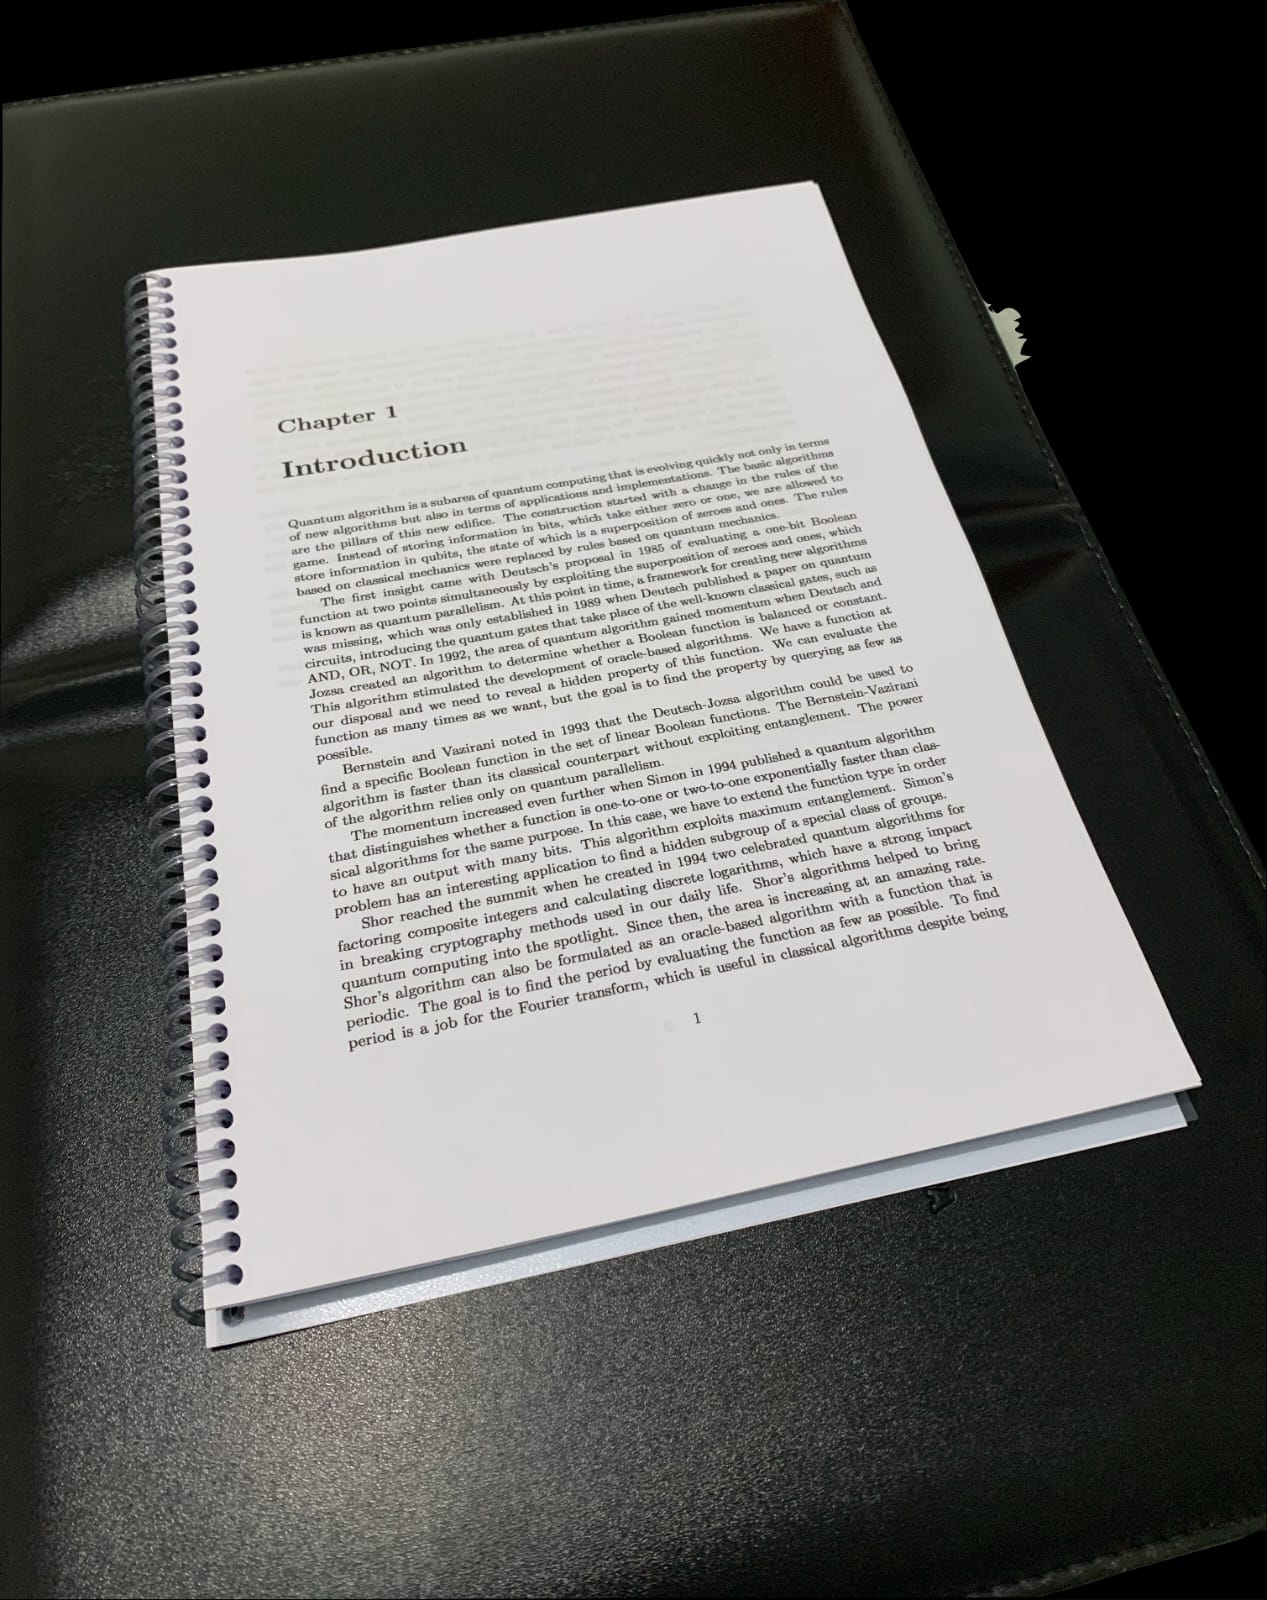 Chapter 1
Introduction
Quantum algorithm is a subarea of quantum computing that is evolving quickly not only in terms
of new algorithms but also in terms of applications and implementations. The basic algorithms
are the pillars of this new edifice. The construction started with a change in the rules of the
game. Instead of storing information in bits, which take either zero or one, we are allowed to
store information in qubits, the state of which is a superposition of zeroes and ones. The rules
based on classical mechanics were replaced by rules based on quantum mechanics.
The first insight came with Deutsch's proposal in 1985 of evaluating a one-bit Boolean
function at two points simultaneously by exploiting the superposition of zeroes and ones, which
is known as quantum parallelism. At this point in time, a framework for creating new algorithms
was missing, which was only established in 1989 when Deutsch published a paper on quantum
circuits, introducing the quantum gates that take place of the well-known classical gates, such as
AND, OR, NOT. In 1992, the area of quantum algorithm gained momentum when Deutsch and
Jozsa created an algorithm to determine whether a Boolean function is balanced or constant.
This algorithm stimulated the development of oracle-based algorithms. We have a function at
our disposal and we need to reveal a hidden property of this function. We can evaluate the
function as many times as we want, but the goal is to find the property by querying as few as
possible.
Bernstein and Vazirani noted in 1993 that the Deutsch-Jozsa algorithm could be used to
find a specific Boolean function in the set of linear Boolean functions. The Bernstein-Vazirani
algorithm is faster than its classical counterpart without exploiting entanglement. The power
of the algorithm relies only on quantum parallelism.
The momentum increased even further when Simon in 1994 published a quantum algorithm
that distinguishes whether a function is one-to-one or two-to-one exponentially faster than clas-
sical algorithms for the same purpose. In this case, we have to extend the function type in order
to have an output with many bits. This algorithm exploits maximum entanglement. Simon's
problem has an interesting application to find a hidden subgroup of a special class of groups.
Shor reached the summit when he created in 1994 two celebrated quantum algorithms for
factoring composite integers and calculating discrete logarithms, which have a strong impact
in breaking cryptography methods used in our daily life. Shor's algorithms helped to bring
quantum computing into the spotlight. Since then, the area is increasing at an amazing rate.
Shor's algorithm can also be formulated as an oracle-based algorithm with a function that is
periodic. The goal is to find the period by evaluating the function as few as possible. To find
period is a job for the Fourier transform, which is useful in classical algorithms despite being
1